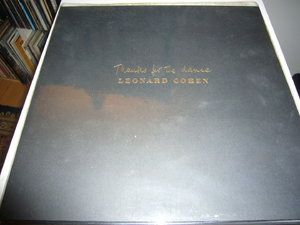 Thanks for the dance
LEONARD COHEN